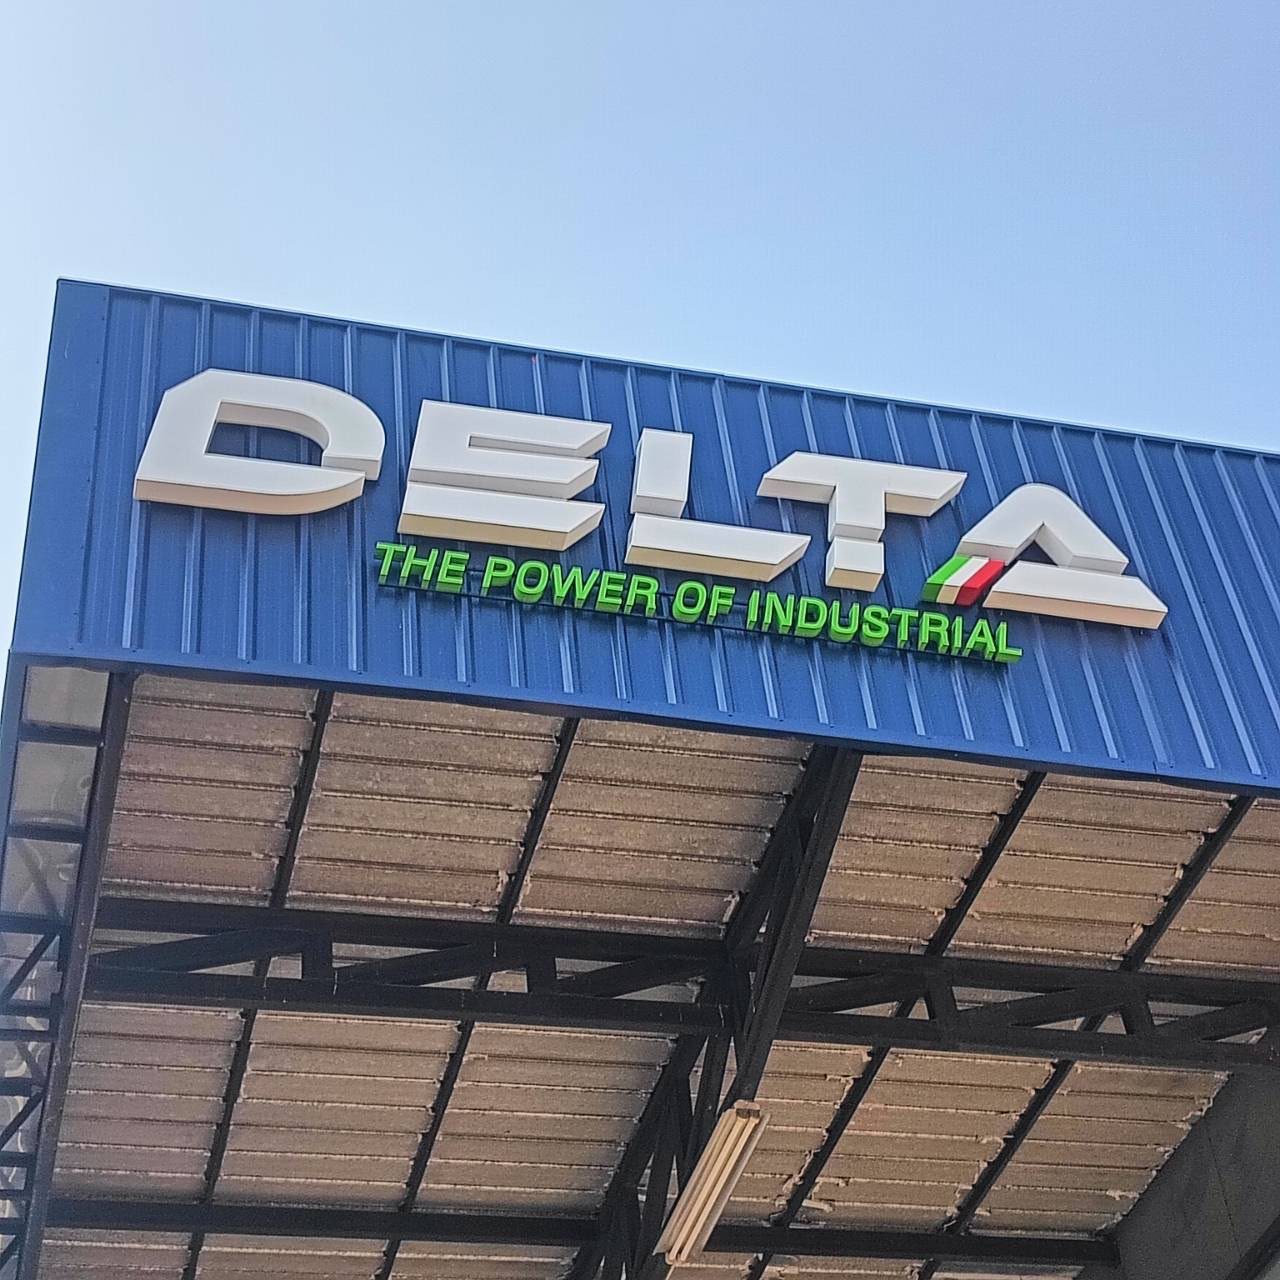 DELTA
THE POWER OF INDUSTRIAL